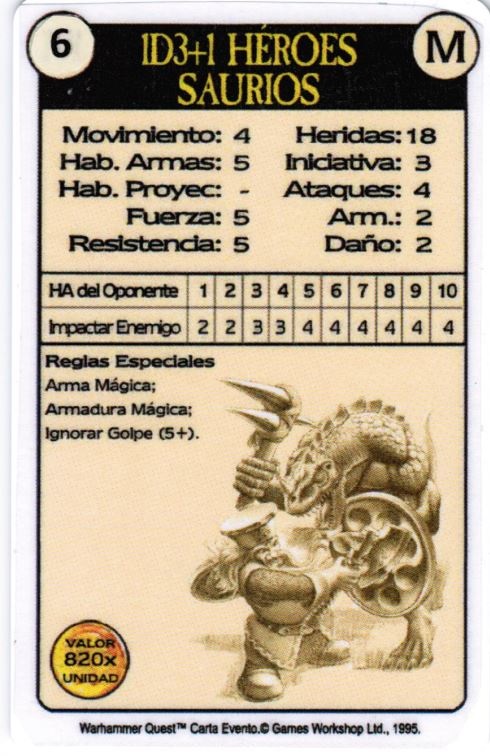 6
1D3+1 HÉROES
SAURIOS
M
Movimiento: 4 Heridas: 18
Hab. Armas: 5 Iniciativa: 3
Hab. Proyec: - Ataques: 4
Fuerza: 5 Arm.: 2
Resistencia: 5 Daño: 2
HA del Oponente 1 2 3 4 5 6 7 8 9 10
Impactar Enemigo 2 2 3 3 4 4 4 4 4 4
Reglas Especiales
Arma Mágica;
Armadura Mágica;
Ignorar Golpe (5+).
VALOR
820x
UNIDAD
Warhammer Quest™ Carta Evento.© Games Workshop Ltd., 1995.